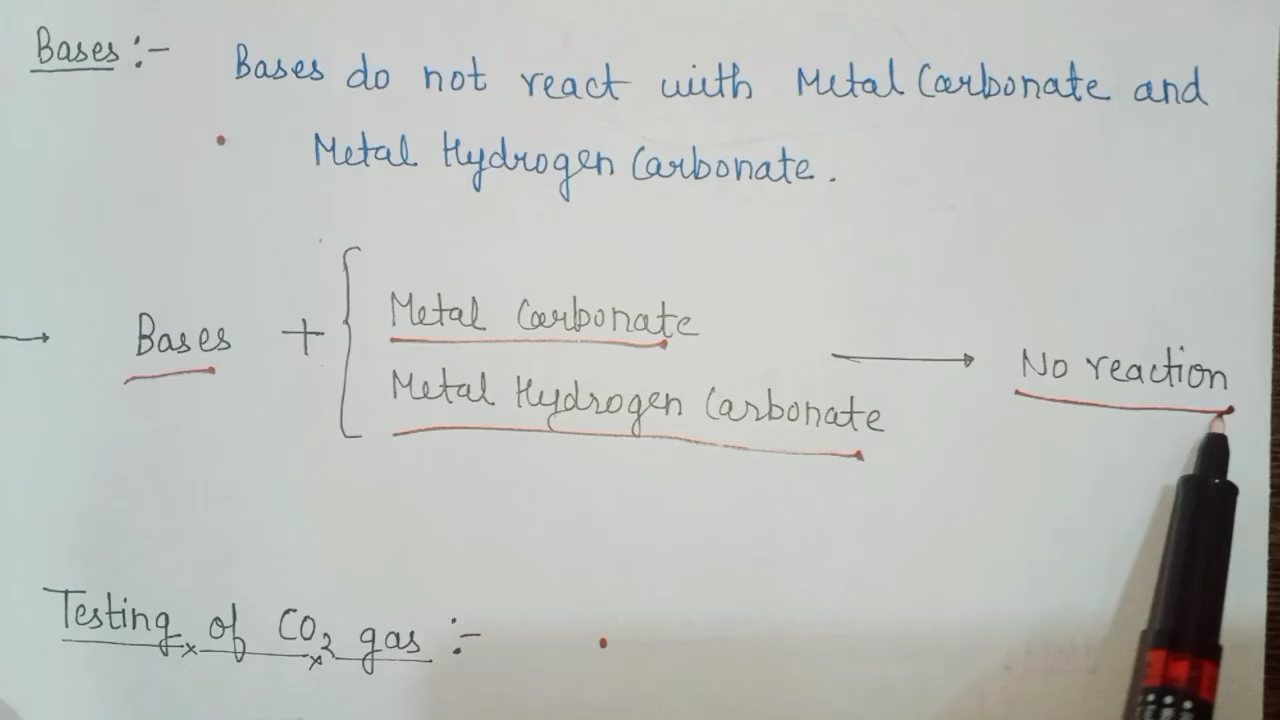 Bases :-
Bases do not react with Metal Carbonate and
Metal Hydrogen Carbonate.
→ Bases + { Metal Carbonate
Metal Hydrogen Carbonate → No reaction
Testing of CO2 gas :-